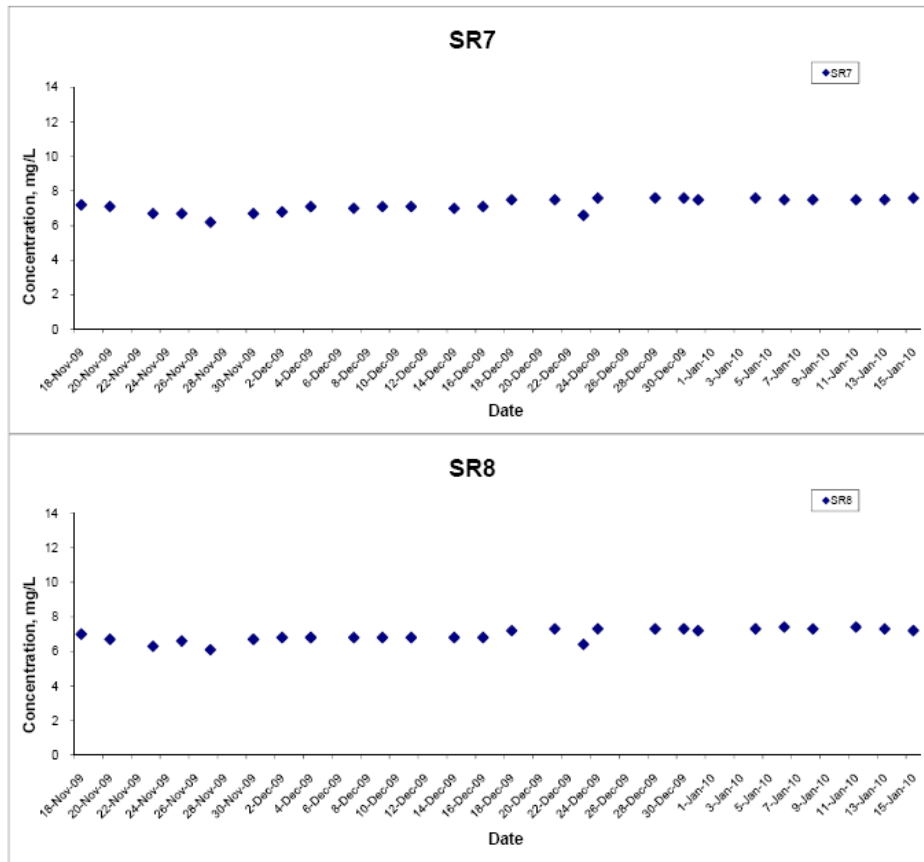 SR7
SR7
14
12
10
8
6
4
2
0
Concentration, mg/L
18-Nov-09
20-Nov-09
22-Nov-09
24-Nov-09
26-Nov-09
28-Nov-09
30-Nov-09
2-Dec-09
4-Dec-09
6-Dec-09
8-Dec-09
10-Dec-09
12-Dec-09
14-Dec-09
16-Dec-09
18-Dec-09
20-Dec-09
22-Dec-09
24-Dec-09
26-Dec-09
28-Dec-09
30-Dec-09
1-Jan-10
3-Jan-10
5-Jan-10
7-Jan-10
9-Jan-10
11-Jan-10
13-Jan-10
15-Jan-10
Date
SR8
SR8
14
12
10
8
6
4
2
0
Concentration, mg/L
18-Nov-09
20-Nov-09
22-Nov-09
24-Nov-09
26-Nov-09
28-Nov-09
30-Nov-09
2-Dec-09
4-Dec-09
6-Dec-09
8-Dec-09
10-Dec-09
12-Dec-09
14-Dec-09
16-Dec-09
18-Dec-09
20-Dec-09
22-Dec-09
24-Dec-09
26-Dec-09
28-Dec-09
30-Dec-09
1-Jan-10
3-Jan-10
5-Jan-10
7-Jan-10
9-Jan-10
11-Jan-10
13-Jan-10
15-Jan-10
Date